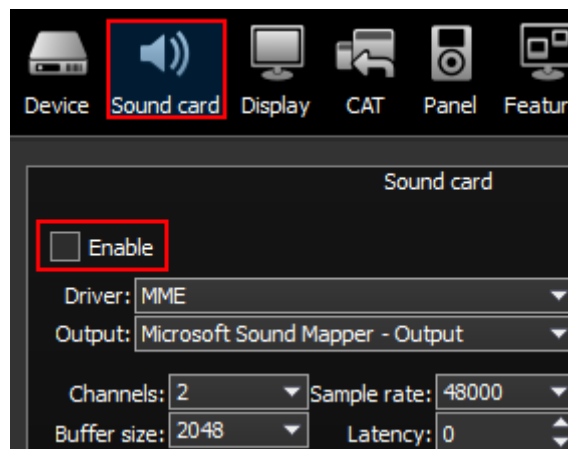 Device Sound card Display CAT Panel Featur
Sound card
Enable
Driver: MME
Output: Microsoft Sound Mapper - Output
Channels: 2 Sample rate: 48000
Buffer size: 2048 Latency: 0